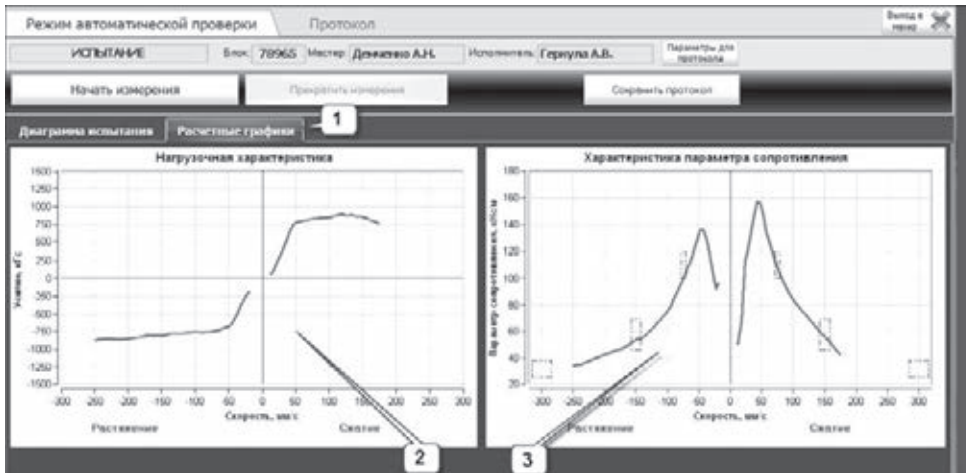 Режим автоматической проверки Протокол Выход в меню
ИСПЫТАНИЕ Блок: 78965 Мастер Демченко А.Н. Исполнитель Геркула А.В. Параметры для протокола
Начать измерения Прекратить измерения Сохранить протокол
1
Диаграмма испытания Расчетные графики
Нагрузочная характеристика
Усилие, кГс
1500
1250
1000
750
500
250
0
-250
-500
-750
-1000
-1250
-1500
-300 -250 -200 -150 -100 -50 0 50 100 150 200 250 300
Скорость, мм/с
Растяжение Сжатие
2
Характеристика параметра сопротивления
Параметр сопротивления, кНс/м
180
160
140
120
100
80
60
40
20
-300 -250 -200 -150 -100 -50 0 50 100 150 200 250 300
Скорость, мм/с
Растяжение Сжатие
3